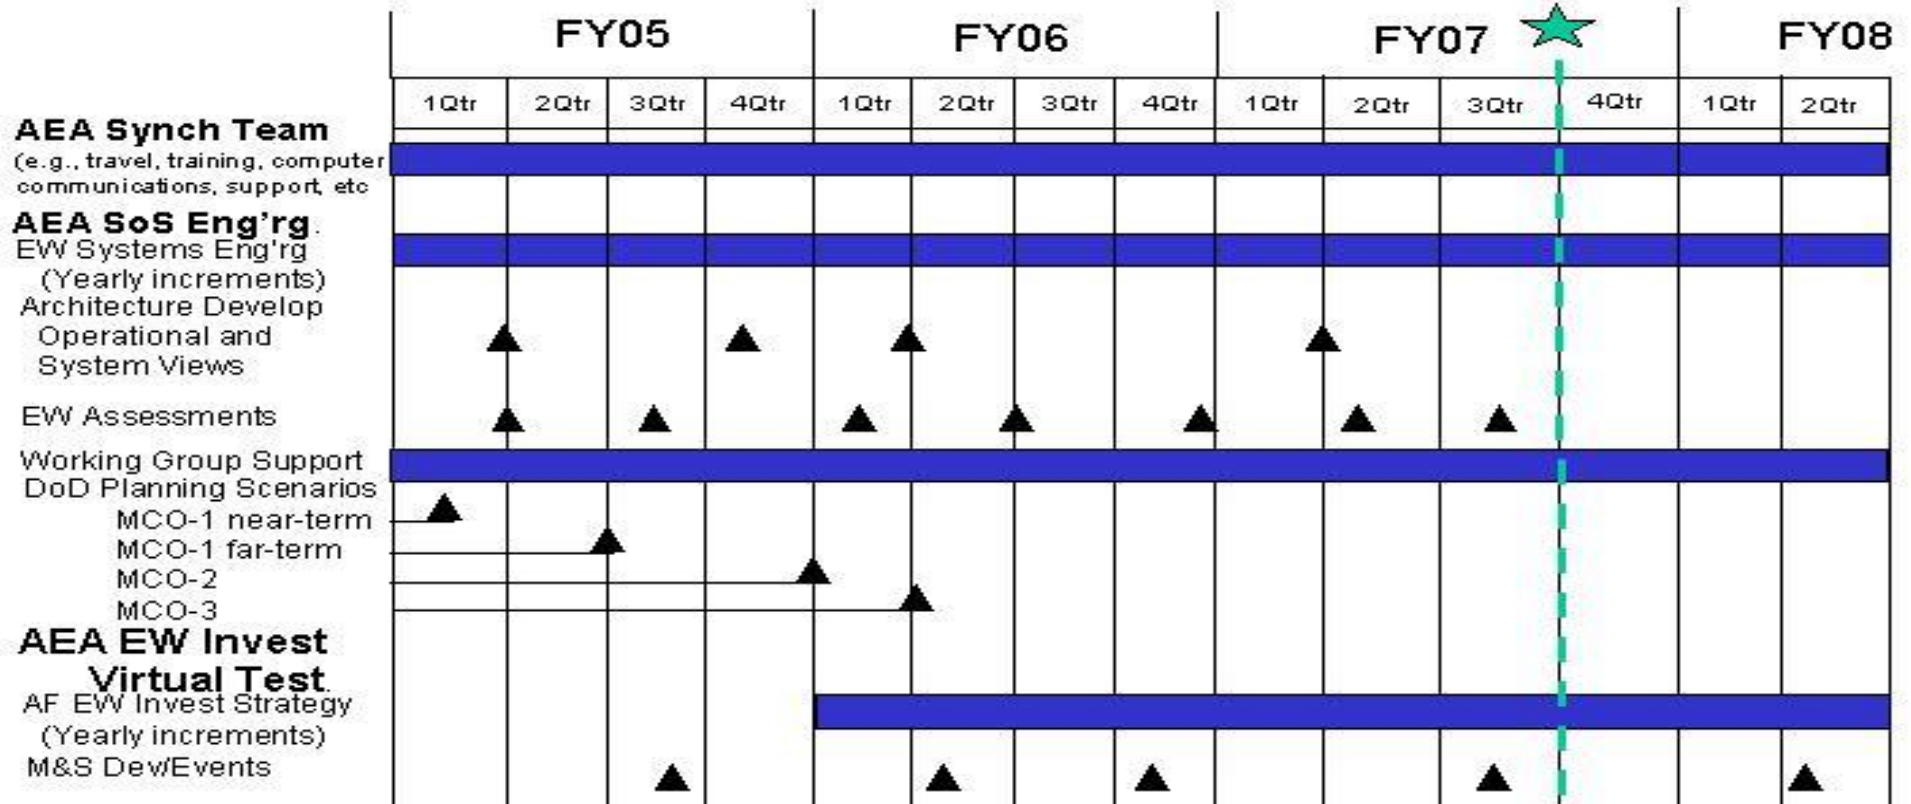 FY05 FY06 FY07 FY08
1Qtr 2Qtr 3Qtr 4Qtr 1Qtr 2Qtr 3Qtr 4Qtr 1Qtr 2Qtr 3Qtr 4Qtr 1Qtr 2Qtr
AEA Synch Team
(e.g., travel, training, computer
communications, support, etc
AEA SoS Eng'rg.
EW Systems Eng'rg
(Yearly increments)
Architecture Develop
Operational and
System Views
EW Assessments
Working Group Support
DoD Planning Scenarios
MCO-1 near-term
MCO-1 far-term
MCO-2
MCO-3
AEA EW Invest
Virtual Test.
AF EW Invest Strategy
(Yearly increments)
M&S Dev/Events